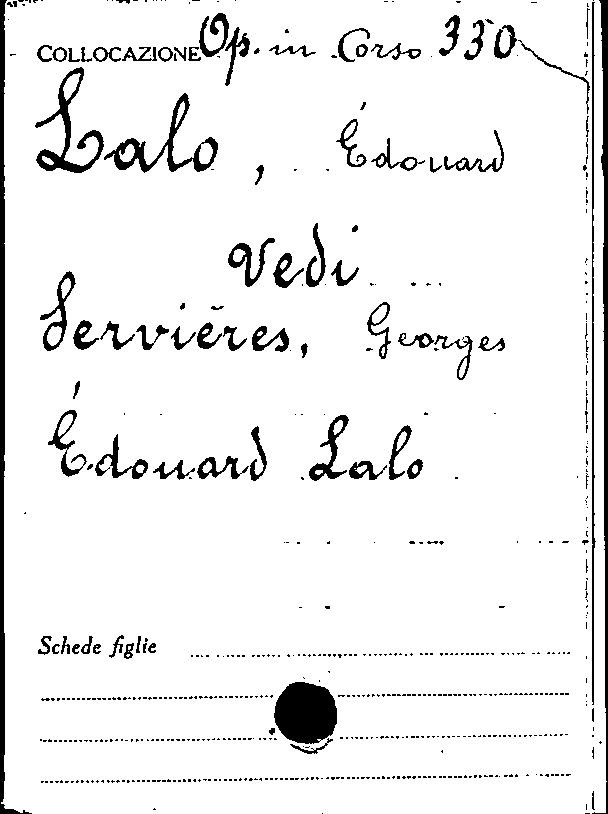 COLLOCAZIONE Op. in Corso 330
Lalo, Édouard
Vedi
Servières, Georges
Édouard Lalo
Schede figlie